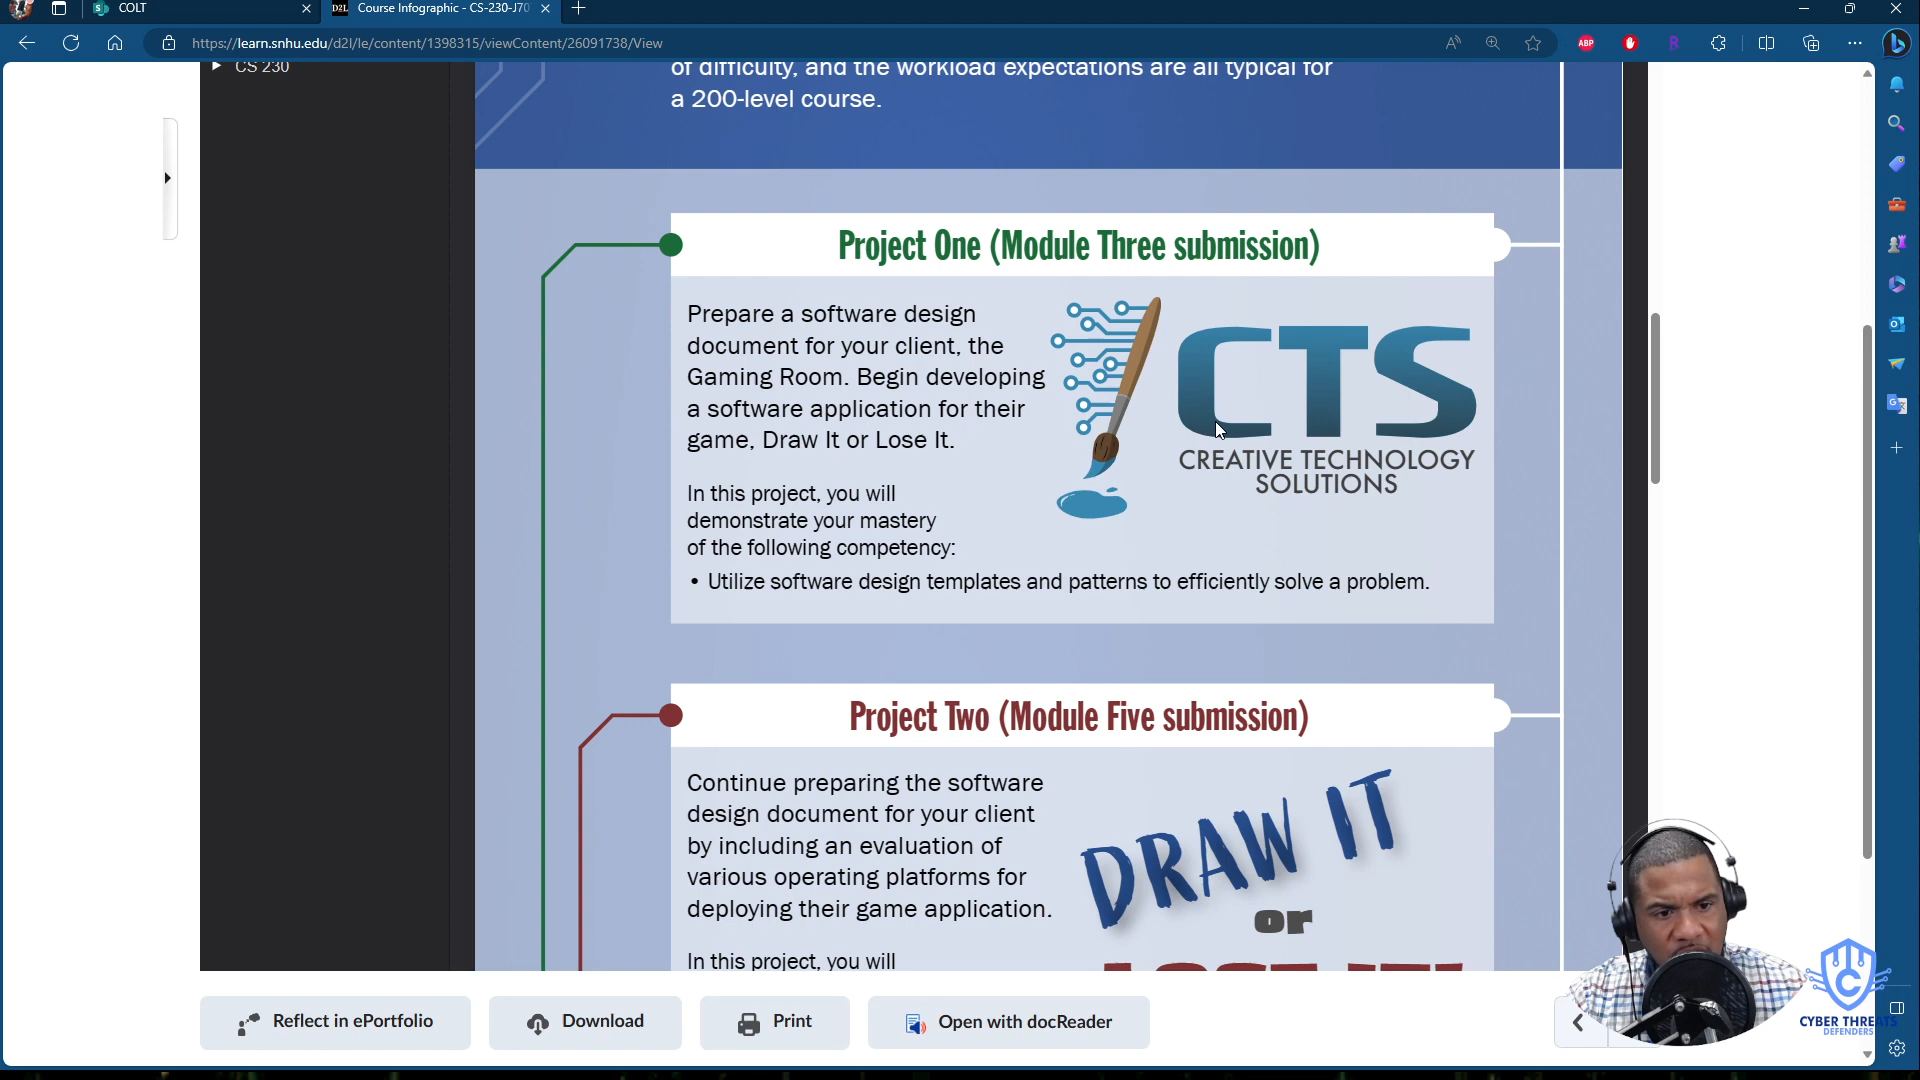 COLT
D2L Course Infographic - CS-230-J70
https://learn.snhu.edu/d2l/le/content/1398315/viewContent/26091738/View
ABP
CS 230
of difficulty, and the workload expectations are all typical for
a 200-level course.
Project One (Module Three submission)
Prepare a software design
document for your client, the
Gaming Room. Begin developing
a software application for their
game, Draw It or Lose It.
In this project, you will
demonstrate your mastery
of the following competency:
• Utilize software design templates and patterns to efficiently solve a problem.
CTS
CREATIVE TECHNOLOGY
SOLUTIONS
Project Two (Module Five submission)
Continue preparing the software
design document for your client
by including an evaluation of
various operating platforms for
deploying their game application.
In this project, you will
DRAW IT
or
LOSE IT!
Reflect in ePortfolio
Download
Print
Open with docReader
CYBER THREATS
DEFENDERS